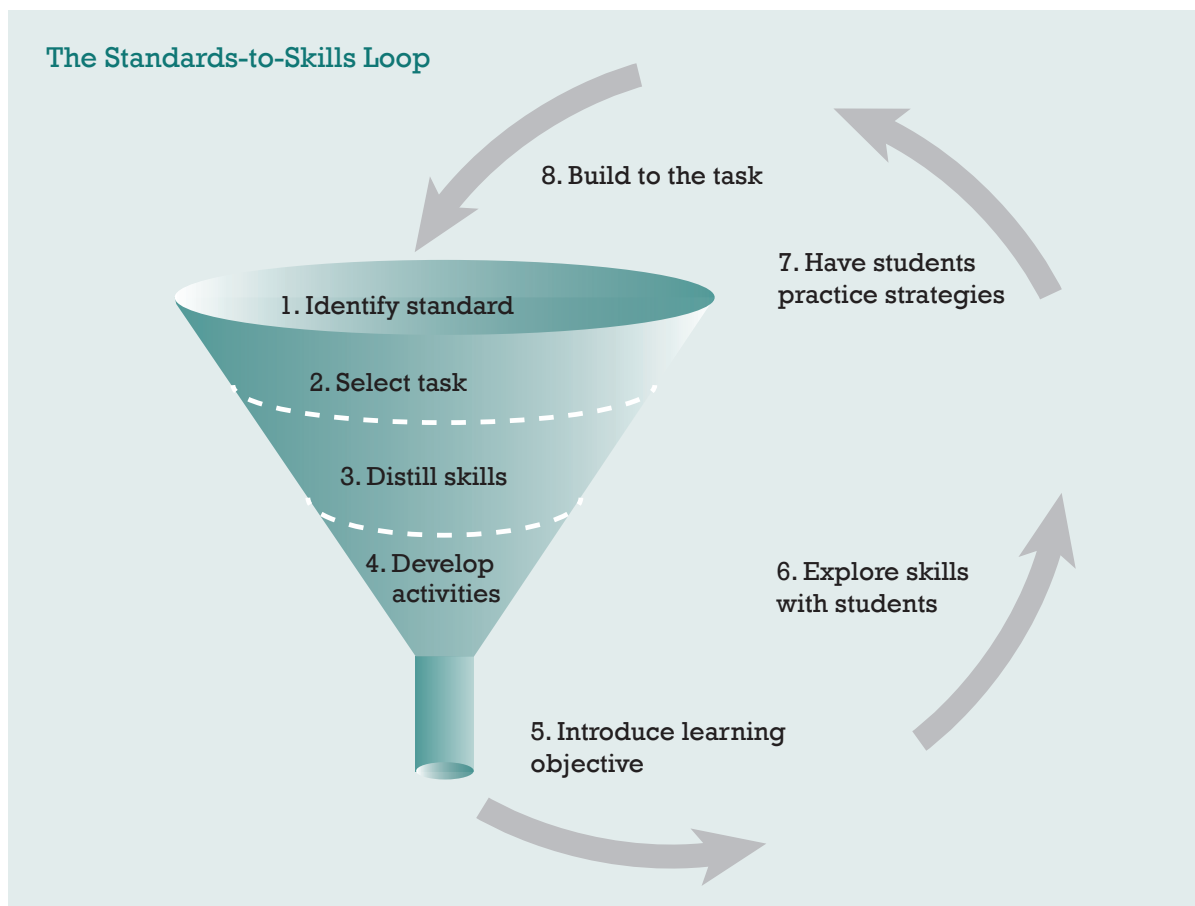 The Standards-to-Skills Loop
1. Identify standard
2. Select task
3. Distill skills
4. Develop
activities
5. Introduce learning
objective
6. Explore skills
with students
7. Have students
practice strategies
8. Build to the task